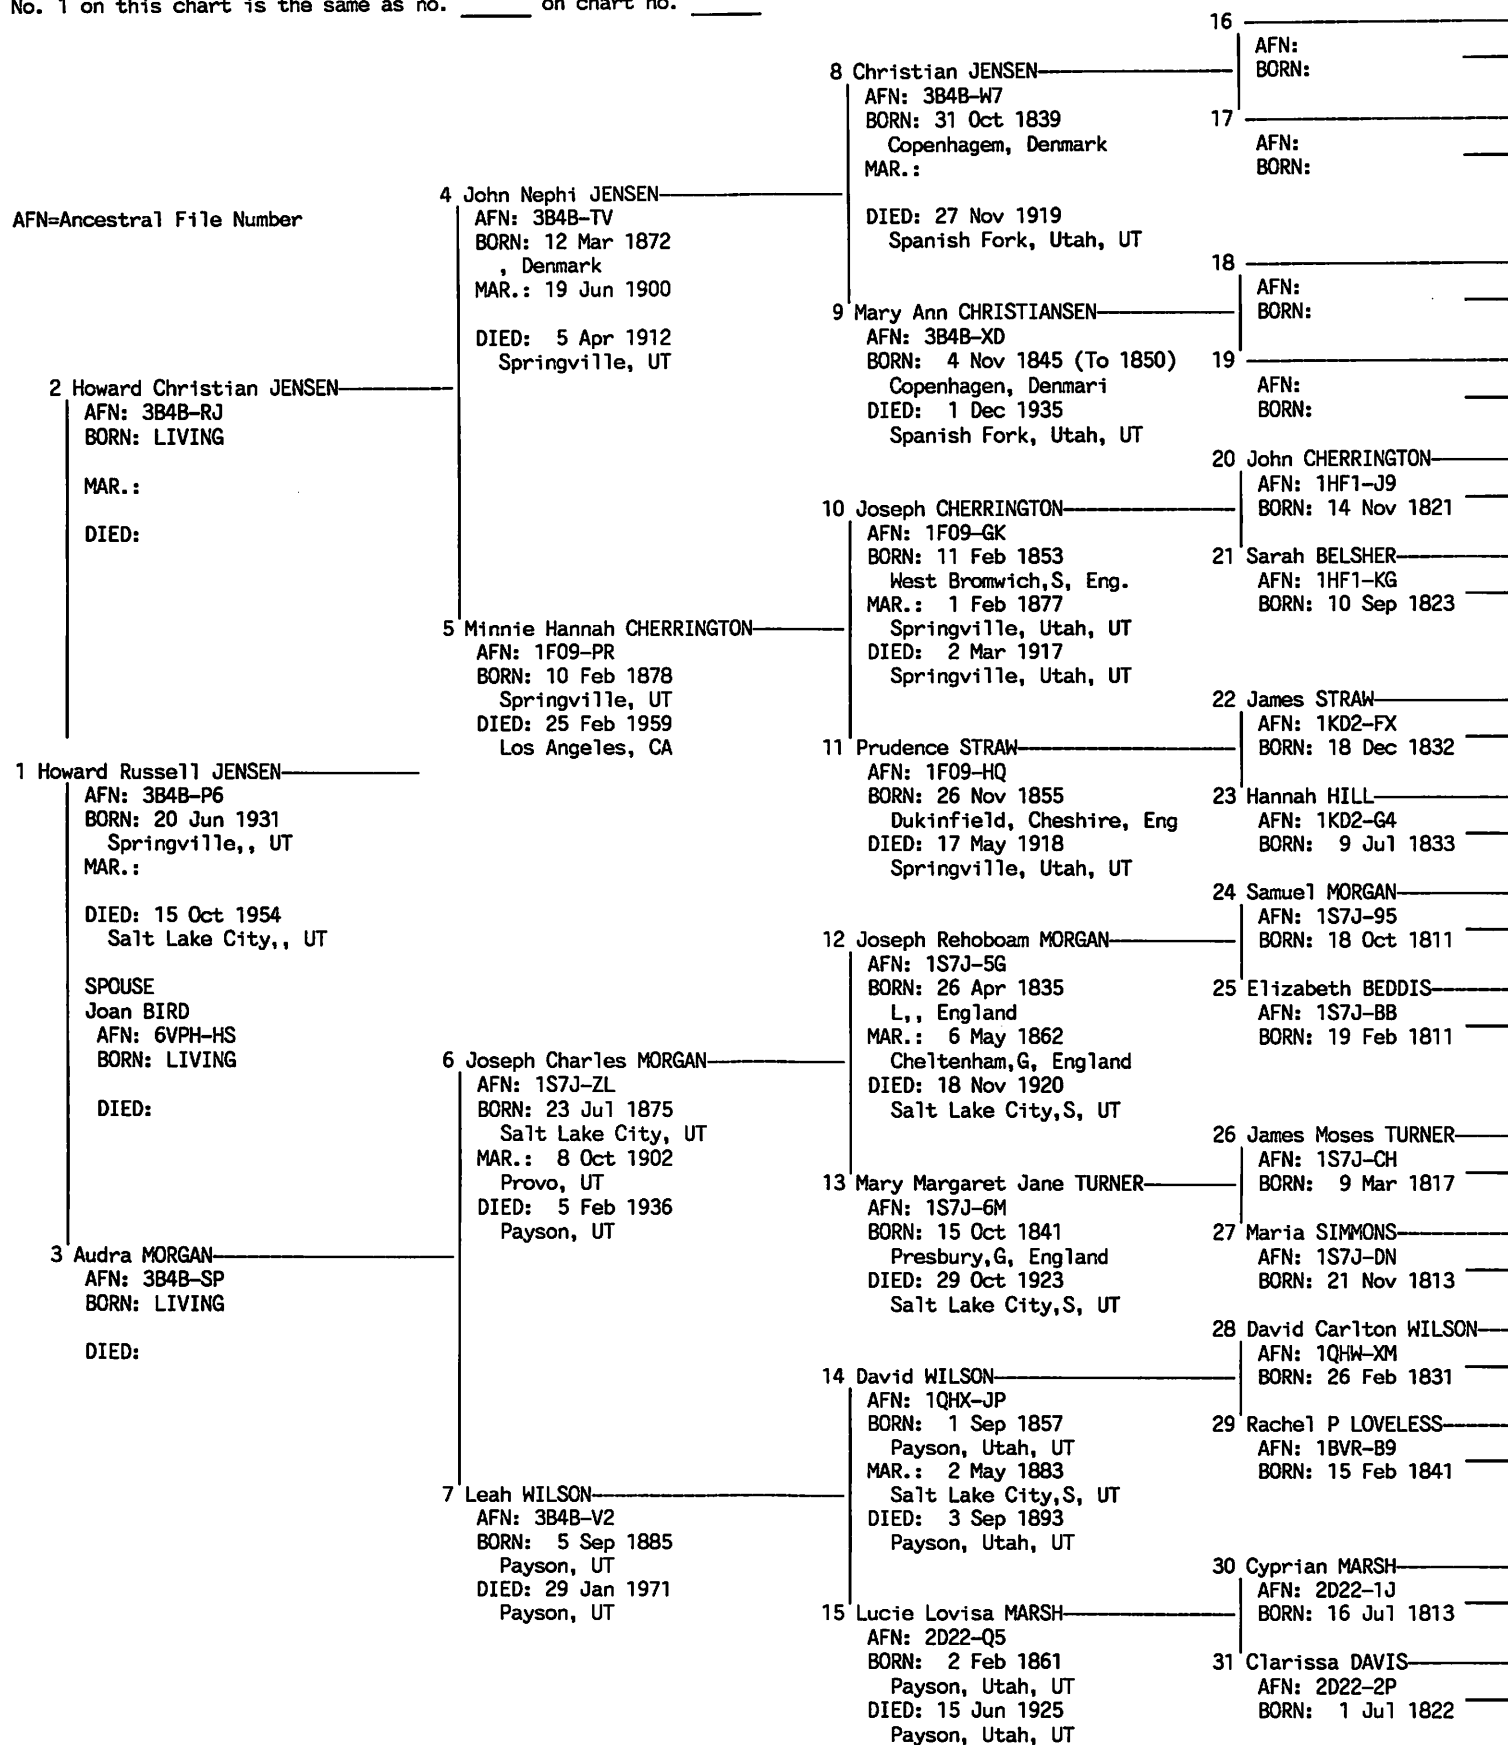 No. 1 on this chart is the same as no. ______ on chart no. ______
AFN=Ancestral File Number
1 Howard Russell JENSEN
AFN: 3B4B-P6
BORN: 20 Jun 1931
Springville,, UT
MAR.:
DIED: 15 Oct 1954
Salt Lake City,, UT
SPOUSE
Joan BIRD
AFN: 6VPH-HS
BORN: LIVING
DIED:
2 Howard Christian JENSEN
AFN: 3B4B-RJ
BORN: LIVING
MAR.:
DIED:
3 Audra MORGAN
AFN: 3B4B-SP
BORN: LIVING
DIED:
4 John Nephi JENSEN
AFN: 3B4B-TV
BORN: 12 Mar 1872
, Denmark
MAR.: 19 Jun 1900
DIED: 5 Apr 1912
Springville, UT
5 Minnie Hannah CHERRINGTON
AFN: 1F09-PR
BORN: 10 Feb 1878
Springville, UT
DIED: 25 Feb 1959
Los Angeles, CA
6 Joseph Charles MORGAN
AFN: 1S7J-ZL
BORN: 23 Jul 1875
Salt Lake City, UT
MAR.: 8 Oct 1902
Provo, UT
DIED: 5 Feb 1936
Payson, UT
7 Leah WILSON
AFN: 3B4B-V2
BORN: 5 Sep 1885
Payson, UT
DIED: 29 Jan 1971
Payson, UT
8 Christian JENSEN
AFN: 3B4B-W7
BORN: 31 Oct 1839
Copenhagem, Denmark
MAR.:
DIED: 27 Nov 1919
Spanish Fork, Utah, UT
9 Mary Ann CHRISTIANSEN
AFN: 3B4B-XD
BORN: 4 Nov 1845 (To 1850)
Copenhagen, Denmari
DIED: 1 Dec 1935
Spanish Fork, Utah, UT
10 Joseph CHERRINGTON
AFN: 1F09-GK
BORN: 11 Feb 1853
West Bromwich,S, Eng.
MAR.: 1 Feb 1877
Springville, Utah, UT
DIED: 2 Mar 1917
Springville, Utah, UT
11 Prudence STRAW
AFN: 1F09-HQ
BORN: 26 Nov 1855
Dukinfield, Cheshire, Eng
DIED: 17 May 1918
Springville, Utah, UT
12 Joseph Rehoboam MORGAN
AFN: 1S7J-5G
BORN: 26 Apr 1835
L,, England
MAR.: 6 May 1862
Cheltenham,G, England
DIED: 18 Nov 1920
Salt Lake City,S, UT
13 Mary Margaret Jane TURNER
AFN: 1S7J-6M
BORN: 15 Oct 1841
Presbury,G, England
DIED: 29 Oct 1923
Salt Lake City,S, UT
14 David WILSON
AFN: 1QHX-JP
BORN: 1 Sep 1857
Payson, Utah, UT
MAR.: 2 May 1883
Salt Lake City,S, UT
DIED: 3 Sep 1893
Payson, Utah, UT
15 Lucie Lovisa MARSH
AFN: 2D22-Q5
BORN: 2 Feb 1861
Payson, Utah, UT
DIED: 15 Jun 1925
Payson, Utah, UT
16
AFN:
BORN:
17
AFN:
BORN:
18
AFN:
BORN:
19
AFN:
BORN:
20 John CHERRINGTON
AFN: 1HF1-J9
BORN: 14 Nov 1821
21 Sarah BELSHER
AFN: 1HF1-KG
BORN: 10 Sep 1823
22 James STRAW
AFN: 1KD2-FX
BORN: 18 Dec 1832
23 Hannah HILL
AFN: 1KD2-G4
BORN: 9 Jul 1833
24 Samuel MORGAN
AFN: 1S7J-95
BORN: 18 Oct 1811
25 Elizabeth BEDDIS
AFN: 1S7J-BB
BORN: 19 Feb 1811
26 James Moses TURNER
AFN: 1S7J-CH
BORN: 9 Mar 1817
27 Maria SIMMONS
AFN: 1S7J-DN
BORN: 21 Nov 1813
28 David Carlton WILSON
AFN: 1QHW-XM
BORN: 26 Feb 1831
29 Rachel P LOVELESS
AFN: 1BVR-B9
BORN: 15 Feb 1841
30 Cyprian MARSH
AFN: 2D22-1J
BORN: 16 Jul 1813
31 Clarissa DAVIS
AFN: 2D22-2P
BORN: 1 Jul 1822